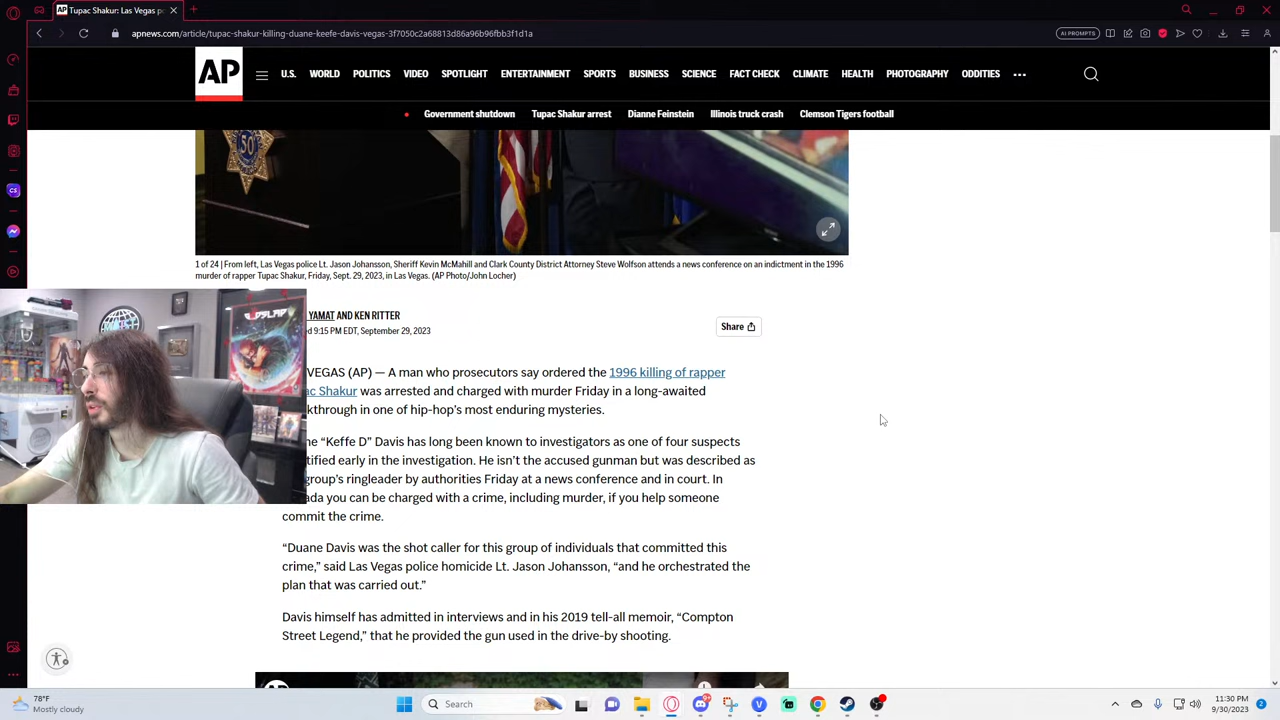 Tupac Shakur: Las Vegas po
apnews.com/article/tupac-shakur-killing-duane-keefe-davis-vegas-3f7050c2a68813d86a96b96fbb3f1d1a
AI PROMPTS
AP
U.S. WORLD POLITICS VIDEO SPOTLIGHT ENTERTAINMENT SPORTS BUSINESS SCIENCE FACT CHECK CLIMATE HEALTH PHOTOGRAPHY ODDITIES
Government shutdown Tupac Shakur arrest Dianne Feinstein Illinois truck crash Clemson Tigers football
50
1 of 24 | From left, Las Vegas police Lt. Jason Johansson, Sheriff Kevin McMahill and Clark County District Attorney Steve Wolfson attends a news conference on an indictment in the 1996
murder of rapper Tupac Shakur, Friday, Sept. 29, 2023, in Las Vegas. (AP Photo/John Locher)
YAMAT AND KEN RITTER
d 9:15 PM EDT, September 29, 2023
Share
VEGAS (AP) — A man who prosecutors say ordered the 1996 killing of rapper
ac Shakur was arrested and charged with murder Friday in a long-awaited
kthrough in one of hip-hop's most enduring mysteries.
ne “Keffe D” Davis has long been known to investigators as one of four suspects
tified early in the investigation. He isn't the accused gunman but was described as
group's ringleader by authorities Friday at a news conference and in court. In
ada you can be charged with a crime, including murder, if you help someone
commit the crime.
“Duane Davis was the shot caller for this group of individuals that committed this
crime,” said Las Vegas police homicide Lt. Jason Johansson, “and he orchestrated the
plan that was carried out.”
Davis himself has admitted in interviews and in his 2019 tell-all memoir, “Compton
Street Legend,” that he provided the gun used in the drive-by shooting.
78°F
Mostly cloudy
Search
11:30 PM
9/30/2023